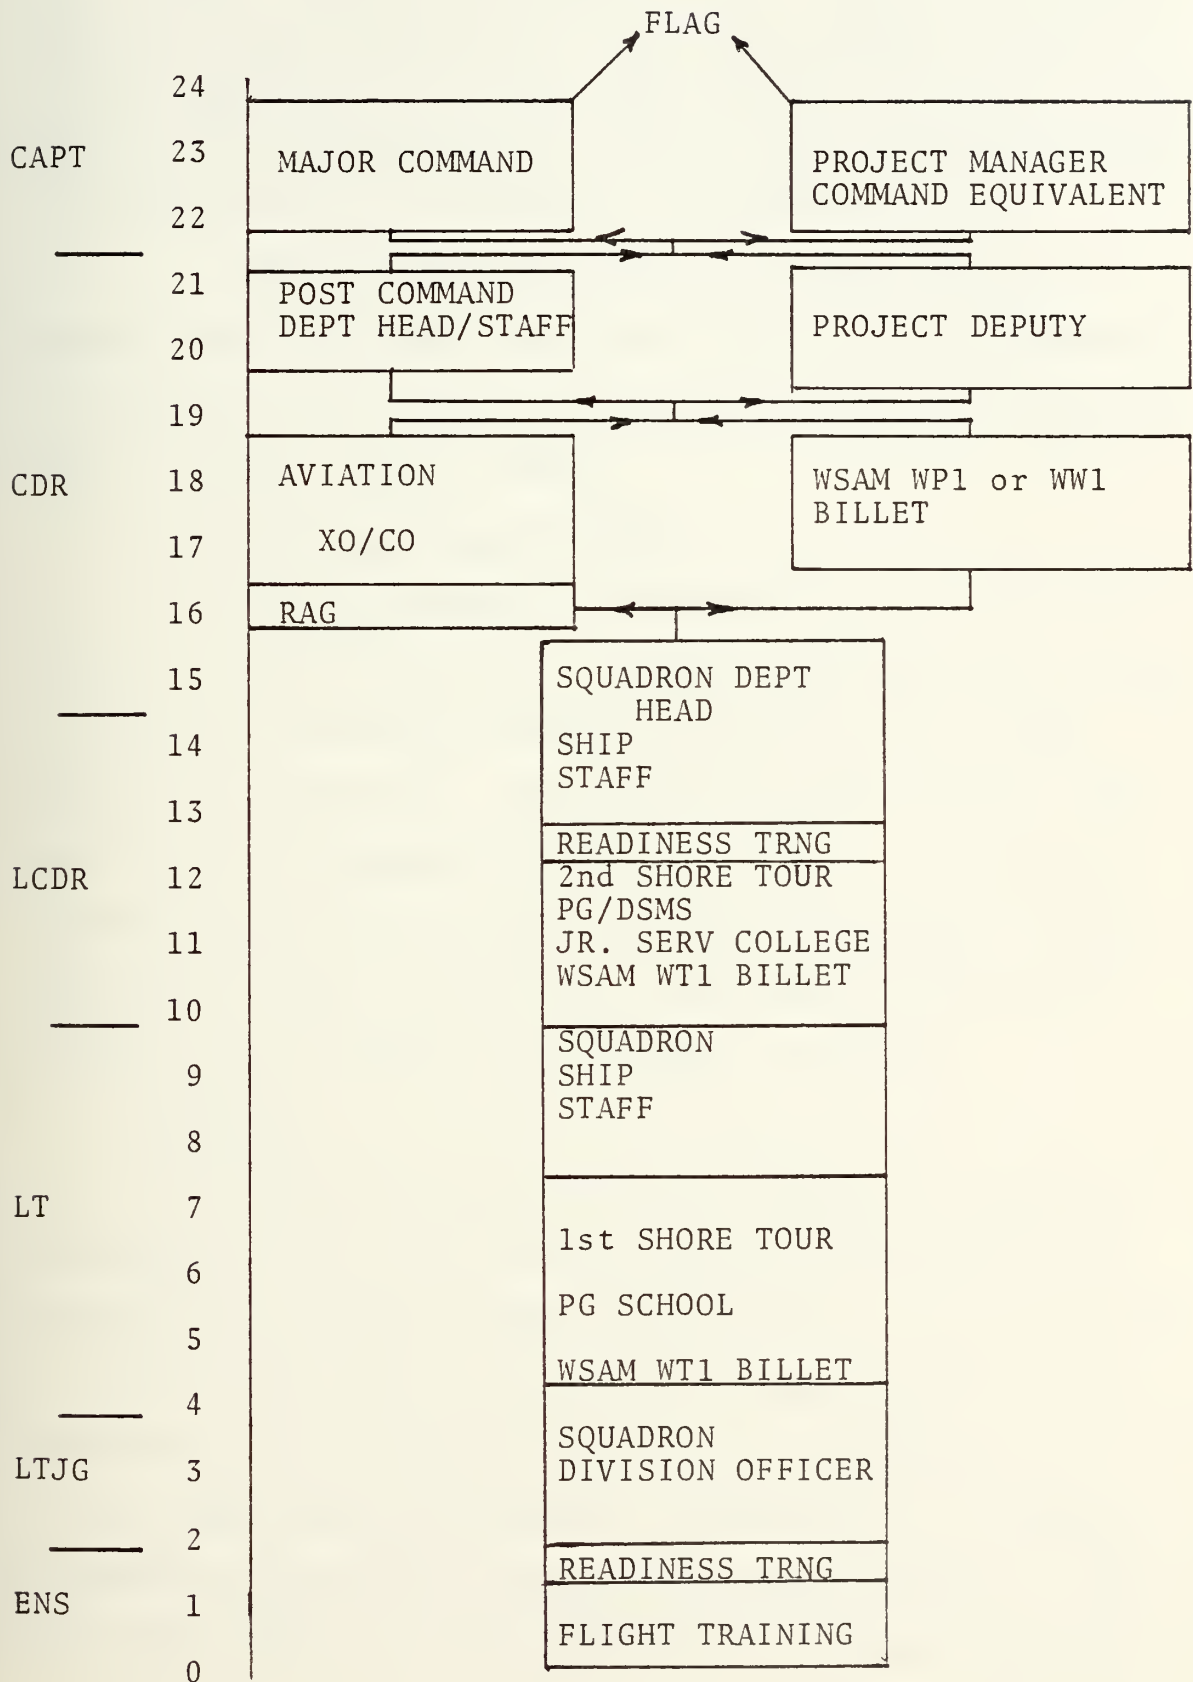 FLAG
24
CAPT 23 MAJOR COMMAND PROJECT MANAGER
COMMAND EQUIVALENT
22
21 POST COMMAND
DEPT HEAD/STAFF PROJECT DEPUTY
20
19
CDR 18 AVIATION WSAM WP1 or WW1
BILLET
17 XO/CO
16 RAG
15 SQUADRON DEPT
HEAD
14 SHIP
STAFF
13
READINESS TRNG
LCDR 12 2nd SHORE TOUR
PG/DSMS
11 JR. SERV COLLEGE
WSAM WT1 BILLET
10
SQUADRON
9 SHIP
STAFF
8
LT 7
1st SHORE TOUR
6
PG SCHOOL
5
WSAM WT1 BILLET
4
SQUADRON
LTJG 3 DIVISION OFFICER
2
READINESS TRNG
ENS 1
FLIGHT TRAINING
0